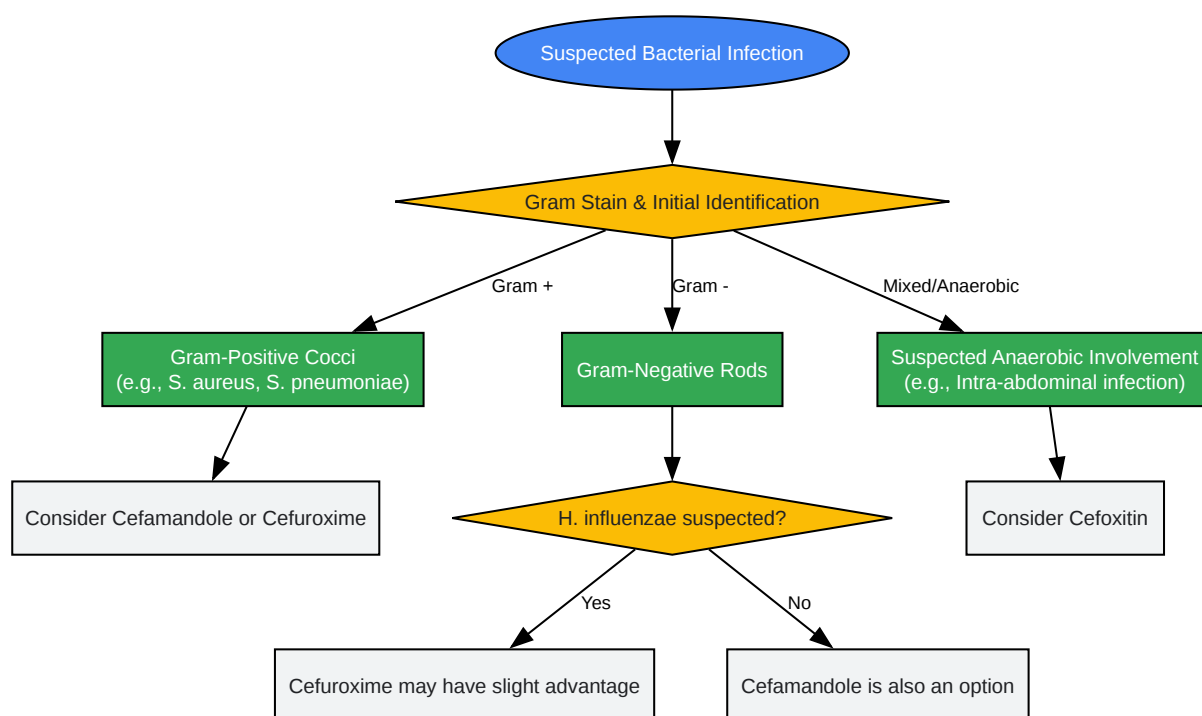 Suspected Bacterial Infection
Gram Stain & Initial Identification
Gram +
Gram -
Mixed/Anaerobic
Gram-Positive Cocci
(e.g., S. aureus, S. pneumoniae)
Gram-Negative Rods
Suspected Anaerobic Involvement
(e.g., Intra-abdominal infection)
Consider Cefamandole or Cefuroxime
H. influenzae suspected?
Consider Cefoxitin
Yes
No
Cefuroxime may have slight advantage
Cefamandole is also an option